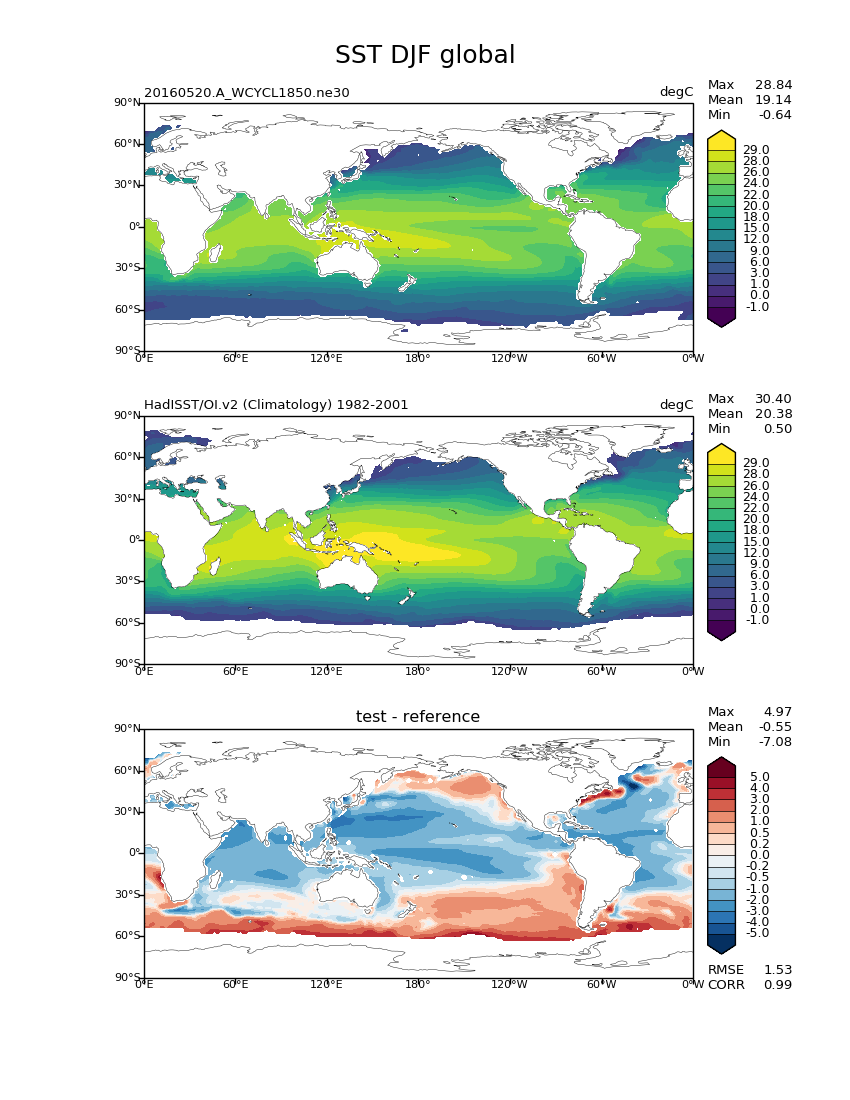 SST DJF global
20160520.A_WCYCL1850.ne30 degC
Max 28.84
Mean 19.14
Min -0.64
90°N
60°N
30°N
0°
30°S
60°S
90°S
0°E 60°E 120°E 180° 120°W 60°W 0°W
29.0
28.0
26.0
24.0
22.0
20.0
18.0
15.0
12.0
9.0
6.0
3.0
1.0
0.0
-1.0
HadISST/OI.v2 (Climatology) 1982-2001 degC
Max 30.40
Mean 20.38
Min 0.50
90°N
60°N
30°N
0°
30°S
60°S
90°S
0°E 60°E 120°E 180° 120°W 60°W 0°W
29.0
28.0
26.0
24.0
22.0
20.0
18.0
15.0
12.0
9.0
6.0
3.0
1.0
0.0
-1.0
test - reference
Max 4.97
Mean -0.55
Min -7.08
90°N
60°N
30°N
0°
30°S
60°S
90°S
0°E 60°E 120°E 180° 120°W 60°W 0°W
5.0
4.0
3.0
2.0
1.0
0.5
0.2
0.0
-0.2
-0.5
-1.0
-2.0
-3.0
-4.0
-5.0
RMSE 1.53
CORR 0.99